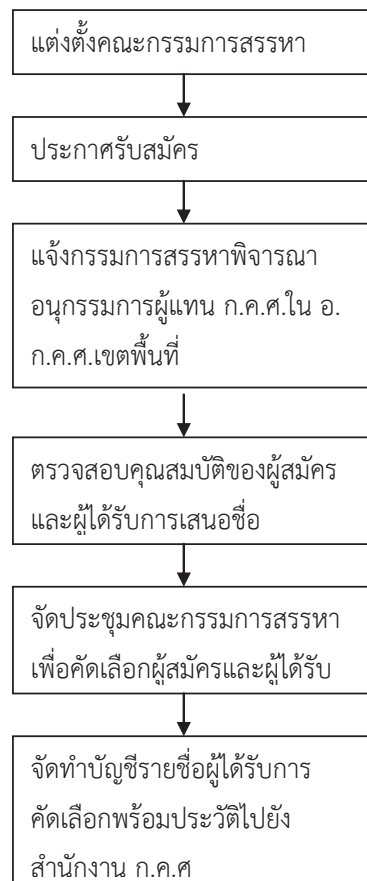 แต่งตั้งคณะกรรมการสรรหา
ประกาศรับสมัคร
แจ้งกรรมการสรรหาพิจารณา
อนุกรรมการผู้แทน ก.ค.ศ.ใน อ.
ก.ค.ศ.เขตพื้นที่
ตรวจสอบคุณสมบัติของผู้สมัคร
และผู้ได้รับการเสนอชื่อ
จัดประชุมคณะกรรมการสรรหา
เพื่อคัดเลือกผู้สมัครและผู้ได้รับ
จัดทำบัญชีรายชื่อผู้ได้รับการ
คัดเลือกพร้อมประวัติไปยัง
สำนักงาน ก.ค.ศ